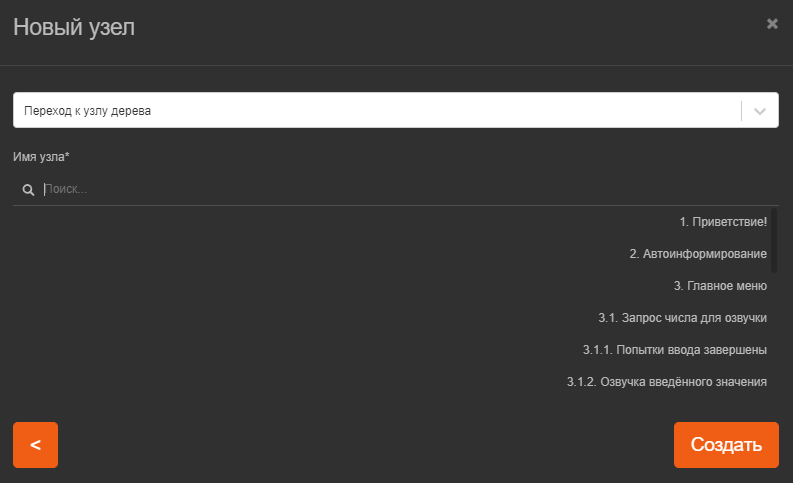 Новый узел
Переход к узлу дерева
Имя узла*
Поиск...
1. Приветствие!
2. Автоинформирование
3. Главное меню
3.1. Запрос числа для озвучки
3.1.1. Попытки ввода завершены
3.1.2. Озвучка введённого значения
<
Создать